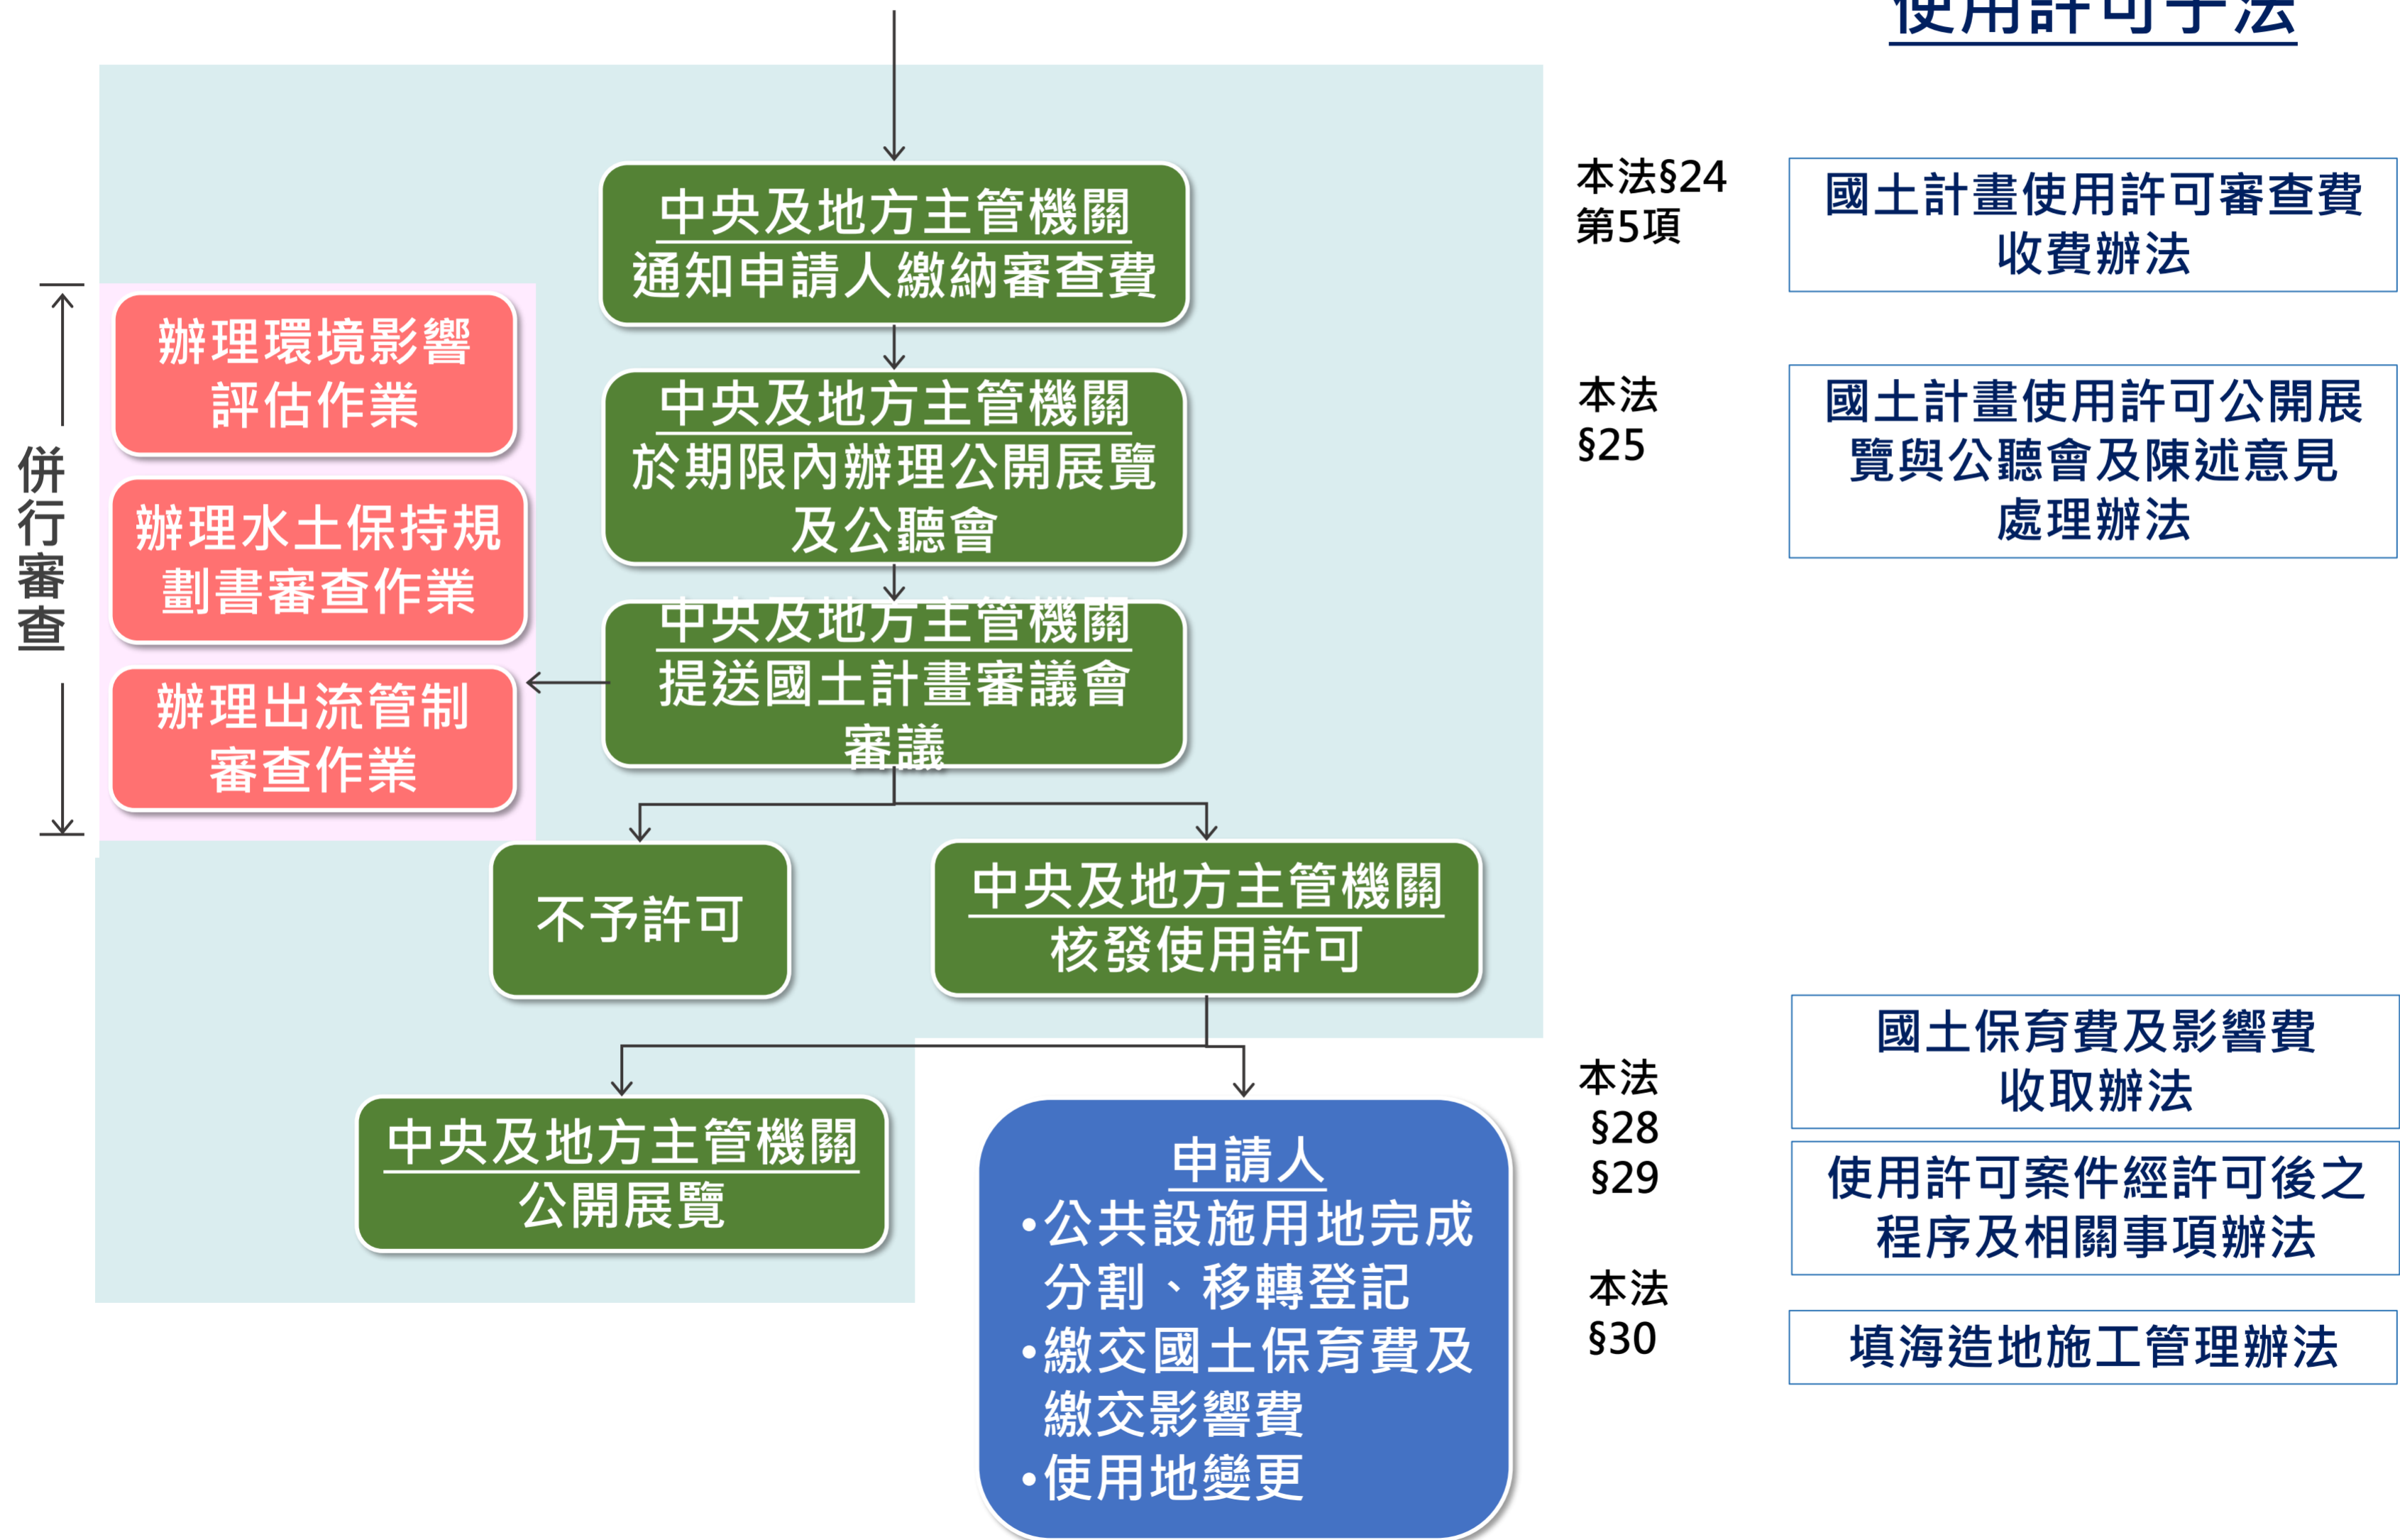 使用許可子法
中央及地方主管機關
通知申請人繳納審查費
本法§24
第5項
國土計畫使用許可審查費
收費辦法
併行審查
辦理環境影響
評估作業
辦理水土保持規
劃書審查作業
辦理出流管制
審查作業
中央及地方主管機關
於期限內辦理公開展覽
及公聽會
本法
§25
國土計畫使用許可公開展
覽與公聽會及陳述意見
處理辦法
中央及地方主管機關
提送國土計畫審議會
審議
不予許可
中央及地方主管機關
核發使用許可
中央及地方主管機關
公開展覽
申請人
•公共設施用地完成
分割、移轉登記
•繳交國土保育費及
繳交影響費
•使用地變更
本法
§28
§29
國土保育費及影響費
收取辦法
使用許可案件經許可後之
程序及相關事項辦法
本法
§30
填海造地施工管理辦法